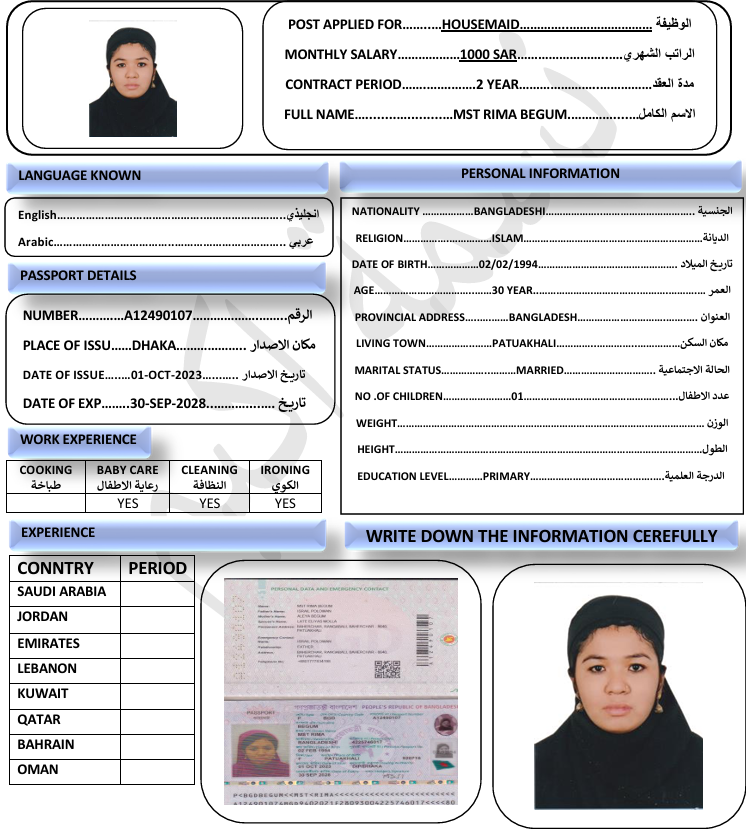 POST APPLIED FOR...........HOUSEMAID....................................... الوظيفة
MONTHLY SALARY...................1000 SAR................................الراتب الشهري
CONTRACT PERIOD......................2 YEAR........................................مدة العقد
FULL NAME..............................MST RIMA BEGUM......................الاسم الكامل
LANGUAGE KNOWN
English.................................................................انجليذي
Arabic.................................................................. عربي
PASSPORT DETAILS
NUMBER.............A12490107..........................الرقم
PLACE OF ISSU......DHAKA..................... مكان الاصدار
DATE OF ISSUE........01-OCT-2023........... تاريخ الاصدار
DATE OF EXP........30-SEP-2028.................. تاريخ
WORK EXPERIENCE
COOKING BABY CARE CLEANING IRONING
طباخة رعاية الاطفال النظافة الكوي
YES YES YES
EXPERIENCE
CONNTRY PERIOD
SAUDI ARABIA
JORDAN
EMIRATES
LEBANON
KUWAIT
QATAR
BAHRAIN
OMAN
PERSONAL INFORMATION
NATIONALITY ................BANGLADESHI............................................... الجنسية
RELIGION...........................ISLAM.......................................................الديانة
DATE OF BIRTH................02/02/1994........................................... تاريخ الميلاد
AGE....................................30 YEAR.....................................................العمر
PROVINCIAL ADDRESS..............BANGLADESH...................................... العنوان
LIVING TOWN.....................PATUAKHALI.......................................مكان السكن
MARITAL STATUS.......................MARRIED.............................. الحالة الاجتماعية
NO .OF CHILDREN.....................01..............................................عدد الاطفال
WEIGHT.............................................................................................. الوزن
HEIGHT..............................................................................................الطول
EDUCATION LEVEL...........PRIMARY.......................................... الدرجة العلمية
WRITE DOWN THE INFORMATION CEREFULLY
PERSONAL DATA AND EMERGENCY CONTACT
MST RIMA BEGUM
PASSPORT
PEOPLE'S REPUBLIC OF BANGLADESH
A12490107
BEGUM
MST RIMA
BANGLADESHI
02 FEB 1994
PATUAKHALI
01 OCT 2023
30 SEP 2028